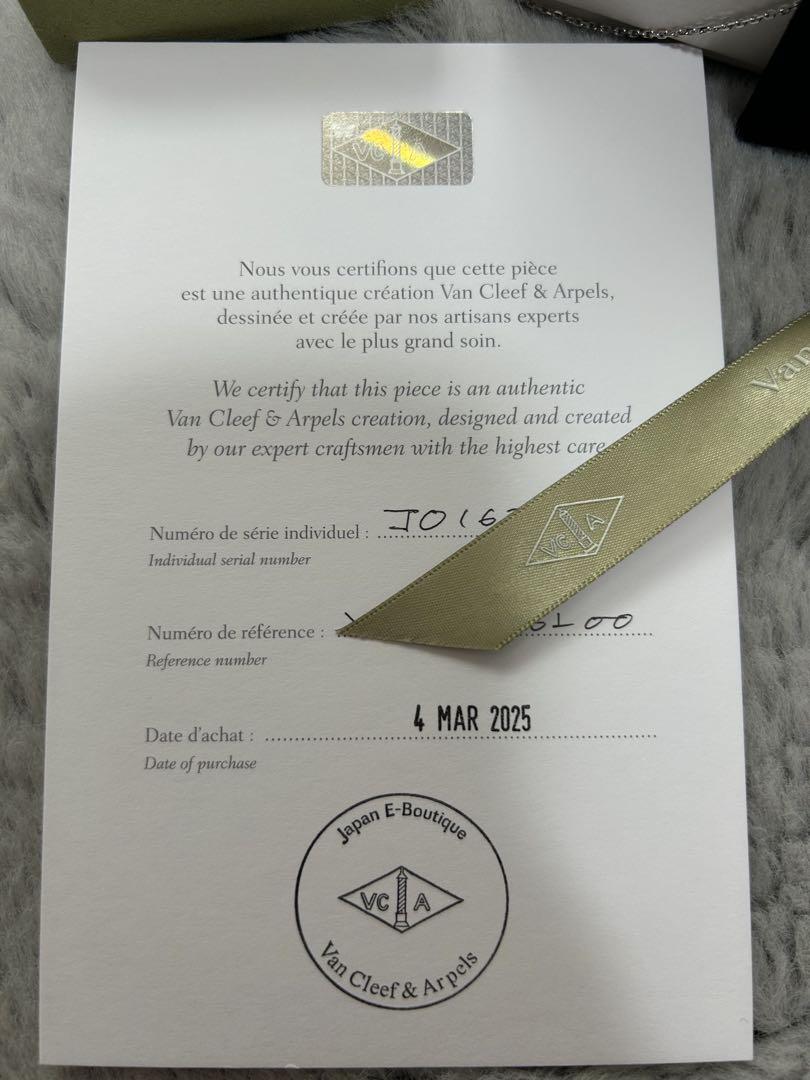 VCA
Nous vous certifions que cette pièce
est une authentique création Van Cleef & Arpels,
dessinée et créée par nos artisans experts
avec le plus grand soin.
We certify that this piece is an authentic
Van Cleef & Arpels creation, designed and created
by our expert craftsmen with the highest care
Van
VC A
Numéro de série individuel :
Individual serial number
Numéro de référence :
Reference number
Date d'achat : 4 MAR 2025
Date of purchase
Japan E-Boutique
VC A
Van Cleef & Arpels